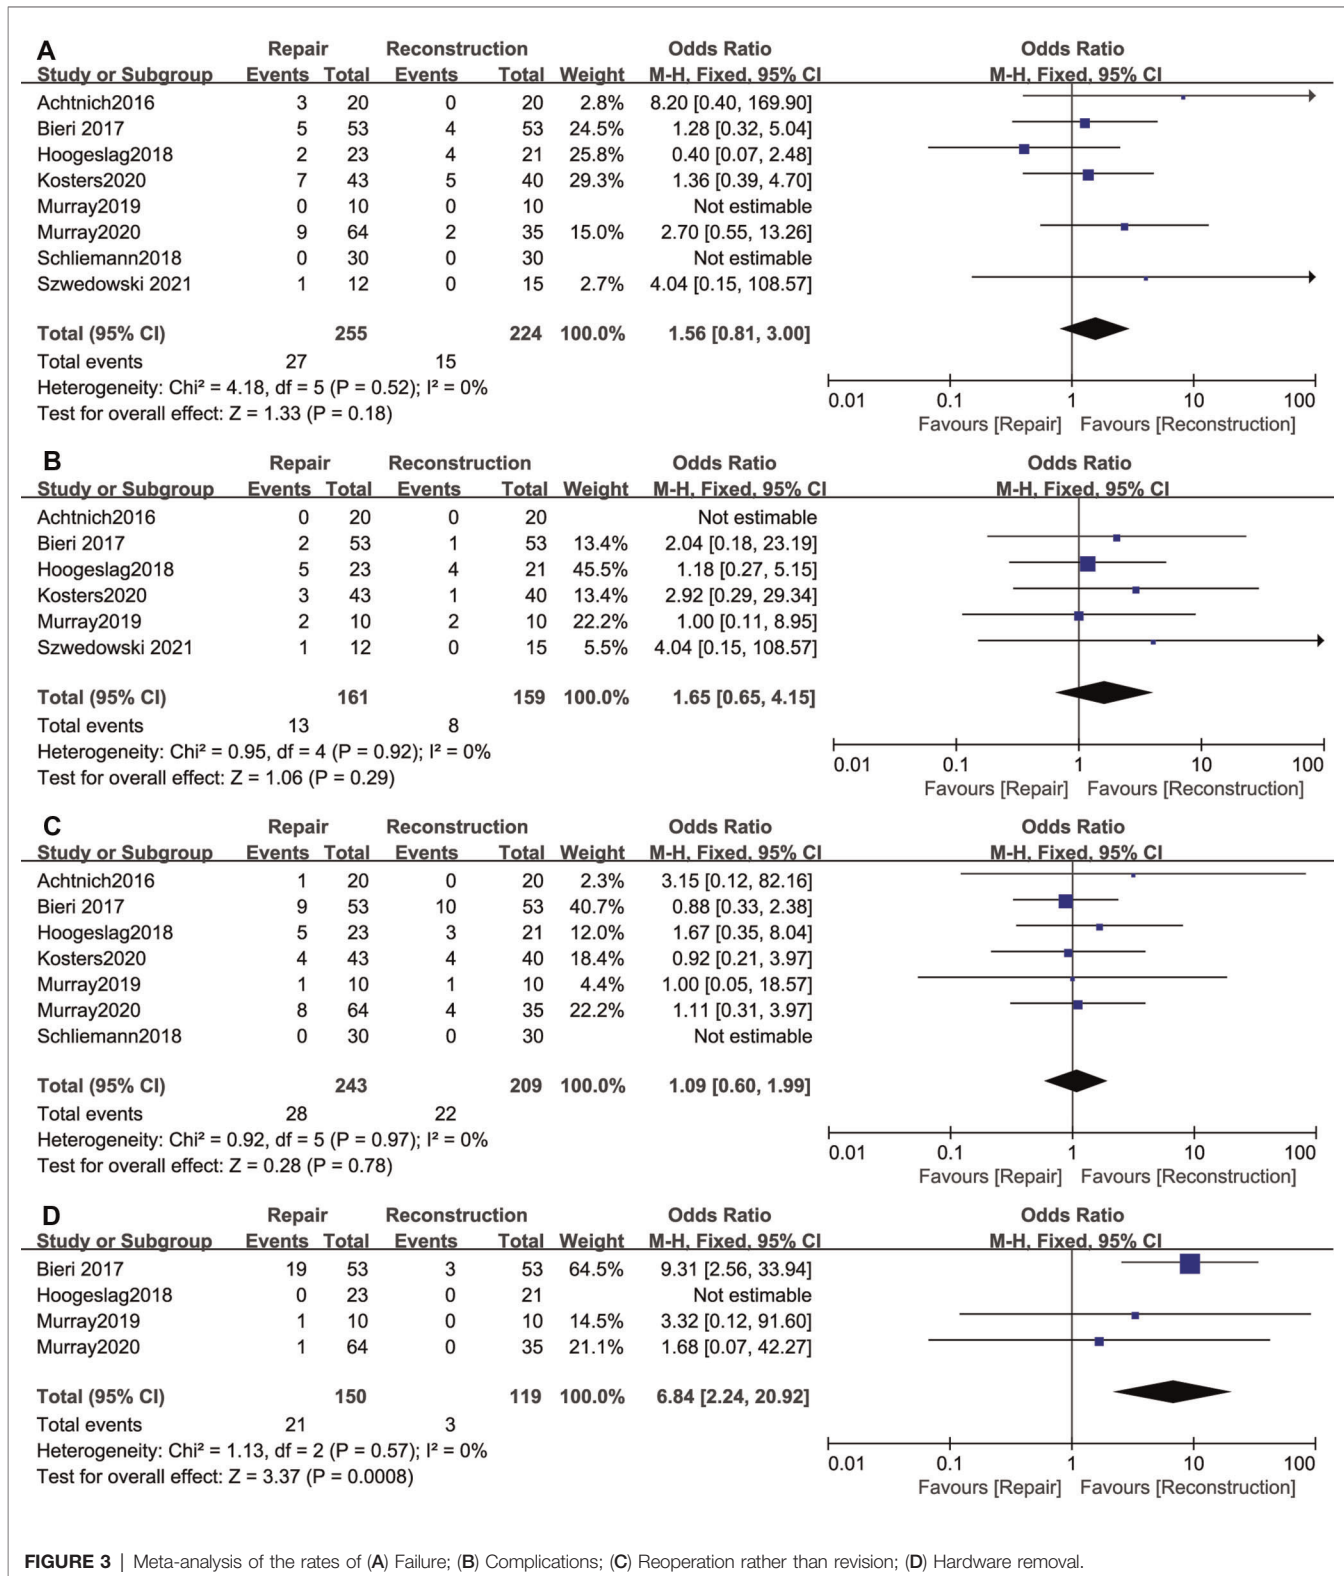 A
Repair Reconstruction Odds Ratio Odds Ratio
Study or Subgroup Events Total Events Total Weight M-H, Fixed, 95% CI M-H, Fixed, 95% CI
Achtnich2016 3 20 0 20 2.8% 8.20 [0.40, 169.90]
Bieri 2017 5 53 4 53 24.5% 1.28 [0.32, 5.04]
Hoogeslag2018 2 23 4 21 25.8% 0.40 [0.07, 2.48]
Kosters2020 7 43 5 40 29.3% 1.36 [0.39, 4.70]
Murray2019 0 10 0 10 Not estimable
Murray2020 9 64 2 35 15.0% 2.70 [0.55, 13.26]
Schliemann2018 0 30 0 30 Not estimable
Szwedowski 2021 1 12 0 15 2.7% 4.04 [0.15, 108.57]
Total (95% CI) 255 224 100.0% 1.56 [0.81, 3.00]
Total events 27 15
Heterogeneity: Chi² = 4.18, df = 5 (P = 0.52); I² = 0%
Test for overall effect: Z = 1.33 (P = 0.18)
0.01 0.1 1 10 100
Favours [Repair] Favours [Reconstruction]
B
Repair Reconstruction Odds Ratio Odds Ratio
Study or Subgroup Events Total Events Total Weight M-H, Fixed, 95% CI M-H, Fixed, 95% CI
Achtnich2016 0 20 0 20 Not estimable
Bieri 2017 2 53 1 53 13.4% 2.04 [0.18, 23.19]
Hoogeslag2018 5 23 4 21 45.5% 1.18 [0.27, 5.15]
Kosters2020 3 43 1 40 13.4% 2.92 [0.29, 29.34]
Murray2019 2 10 2 10 22.2% 1.00 [0.11, 8.95]
Szwedowski 2021 1 12 0 15 5.5% 4.04 [0.15, 108.57]
Total (95% CI) 161 159 100.0% 1.65 [0.65, 4.15]
Total events 13 8
Heterogeneity: Chi² = 0.95, df = 4 (P = 0.92); I² = 0%
Test for overall effect: Z = 1.06 (P = 0.29)
0.01 0.1 1 10 100
Favours [Repair] Favours [Reconstruction]
C
Repair Reconstruction Odds Ratio Odds Ratio
Study or Subgroup Events Total Events Total Weight M-H, Fixed, 95% CI M-H, Fixed, 95% CI
Achtnich2016 1 20 0 20 2.3% 3.15 [0.12, 82.16]
Bieri 2017 9 53 10 53 40.7% 0.88 [0.33, 2.38]
Hoogeslag2018 5 23 3 21 12.0% 1.67 [0.35, 8.04]
Kosters2020 4 43 4 40 18.4% 0.92 [0.21, 3.97]
Murray2019 1 10 1 10 4.4% 1.00 [0.05, 18.57]
Murray2020 8 64 4 35 22.2% 1.11 [0.31, 3.97]
Schliemann2018 0 30 0 30 Not estimable
Total (95% CI) 243 209 100.0% 1.09 [0.60, 1.99]
Total events 28 22
Heterogeneity: Chi² = 0.92, df = 5 (P = 0.97); I² = 0%
Test for overall effect: Z = 0.28 (P = 0.78)
0.01 0.1 1 10 100
Favours [Repair] Favours [Reconstruction]
D
Repair Reconstruction Odds Ratio Odds Ratio
Study or Subgroup Events Total Events Total Weight M-H, Fixed, 95% CI M-H, Fixed, 95% CI
Bieri 2017 19 53 3 53 64.5% 9.31 [2.56, 33.94]
Hoogeslag2018 0 23 0 21 Not estimable
Murray2019 1 10 0 10 14.5% 3.32 [0.12, 91.60]
Murray2020 1 64 0 35 21.1% 1.68 [0.07, 42.27]
Total (95% CI) 150 119 100.0% 6.84 [2.24, 20.92]
Total events 21 3
Heterogeneity: Chi² = 1.13, df = 2 (P = 0.57); I² = 0%
Test for overall effect: Z = 3.37 (P = 0.0008)
0.01 0.1 1 10 100
Favours [Repair] Favours [Reconstruction]
FIGURE 3 | Meta-analysis of the rates of (A) Failure; (B) Complications; (C) Reoperation rather than revision; (D) Hardware removal.